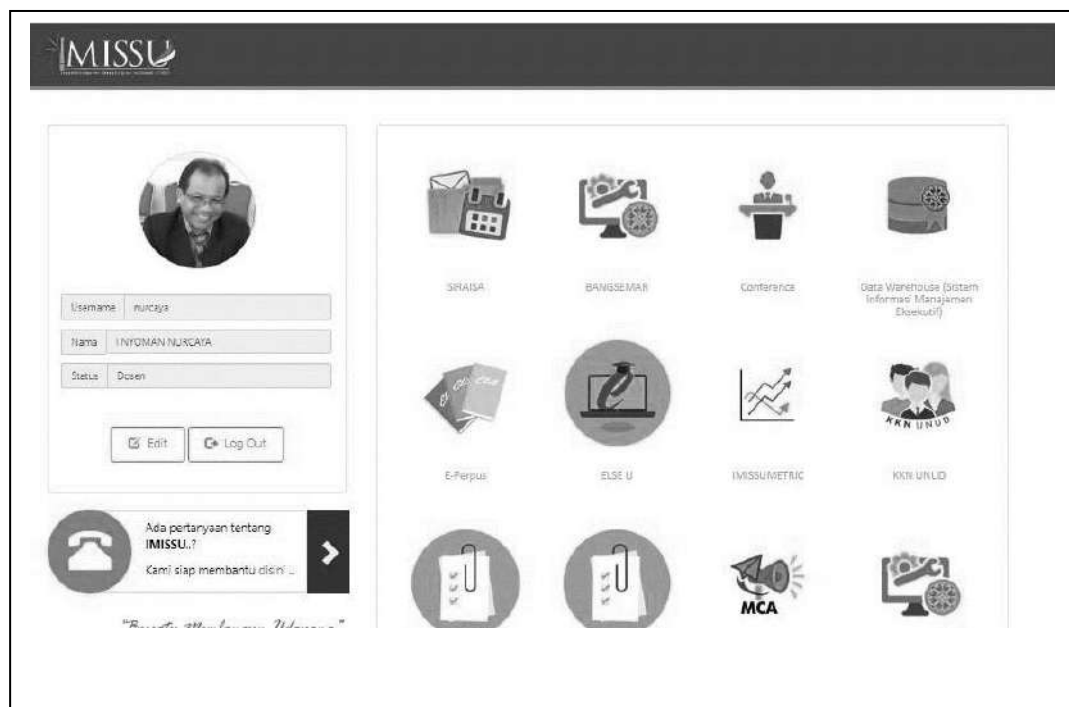 IMISSU
Username nurcaya
Nama I NYOMAN NURCAYA
Status Dosen
Edit Log Out
Ada pertanyaan tentang
IMISSU..?
Kami siap membantu disini ...
SIRAISA BANGSEMAR Conference Data Warehouse (Sistem
Informasi Manajemen
Eksekutif)
KKN UNUD
E-Perpus ELSE U IMISSUMETRIC KKN UNUD
MCA